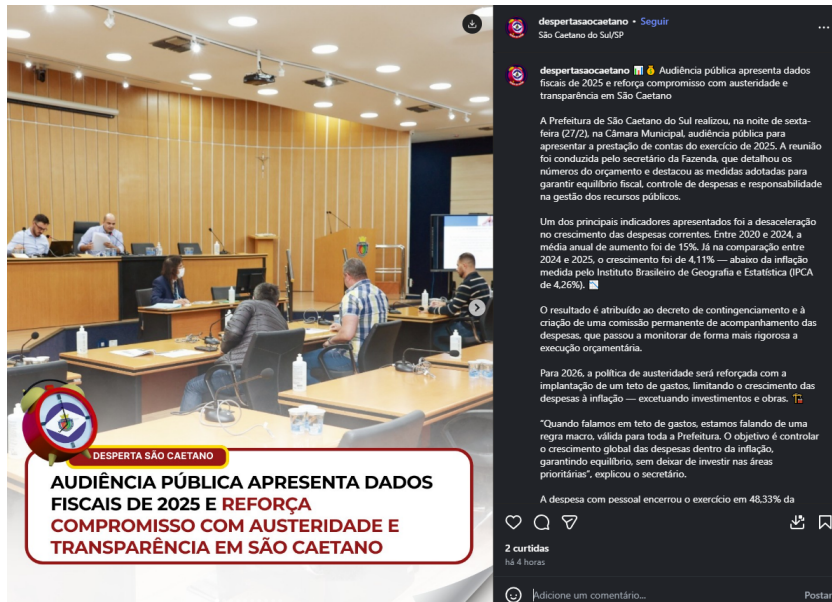 DESPERTA SÃO CAETANO
AUDIÊNCIA PÚBLICA APRESENTA DADOS
FISCAIS DE 2025 E REFORÇA
COMPROMISSO COM AUSTERIDADE E
TRANSPARÊNCIA EM SÃO CAETANO
despertasaocaetano • Seguir
São Caetano do Sul/SP
despertasaocaetano 📊 💰 Audiência pública apresenta dados
fiscais de 2025 e reforça compromisso com austeridade e
transparência em São Caetano
A Prefeitura de São Caetano do Sul realizou, na noite de sexta-
feira (27/2), na Câmara Municipal, audiência pública para
apresentar a prestação de contas do exercício de 2025. A reunião
foi conduzida pelo secretário da Fazenda, que detalhou os
números do orçamento e destacou as medidas adotadas para
garantir equilíbrio fiscal, controle de despesas e responsabilidade
na gestão dos recursos públicos.
Um dos principais indicadores apresentados foi a desaceleração
no crescimento das despesas correntes. Entre 2020 e 2024, a
média anual de aumento foi de 15%. Já na comparação entre
2024 e 2025, o crescimento foi de 4,11% — abaixo da inflação
medida pelo Instituto Brasileiro de Geografia e Estatística (IPCA
de 4,26%). 📉
O resultado é atribuído ao decreto de contingenciamento e à
criação de uma comissão permanente de acompanhamento das
despesas, que passou a monitorar de forma mais rigorosa a
execução orçamentária.
Para 2026, a política de austeridade será reforçada com a
implantação de um teto de gastos, limitando o crescimento das
despesas à inflação — excetuando investimentos e obras. 🏗️
“Quando falamos em teto de gastos, estamos falando de uma
regra macro, válida para toda a Prefeitura. O objetivo é controlar
o crescimento global das despesas dentro da inflação,
garantindo equilíbrio, sem deixar de investir nas áreas
prioritárias”, explicou o secretário.
A despesa com pessoal encerrou o exercício em 48,33% da
2 curtidas
há 4 horas
Adicione um comentário...
Postar